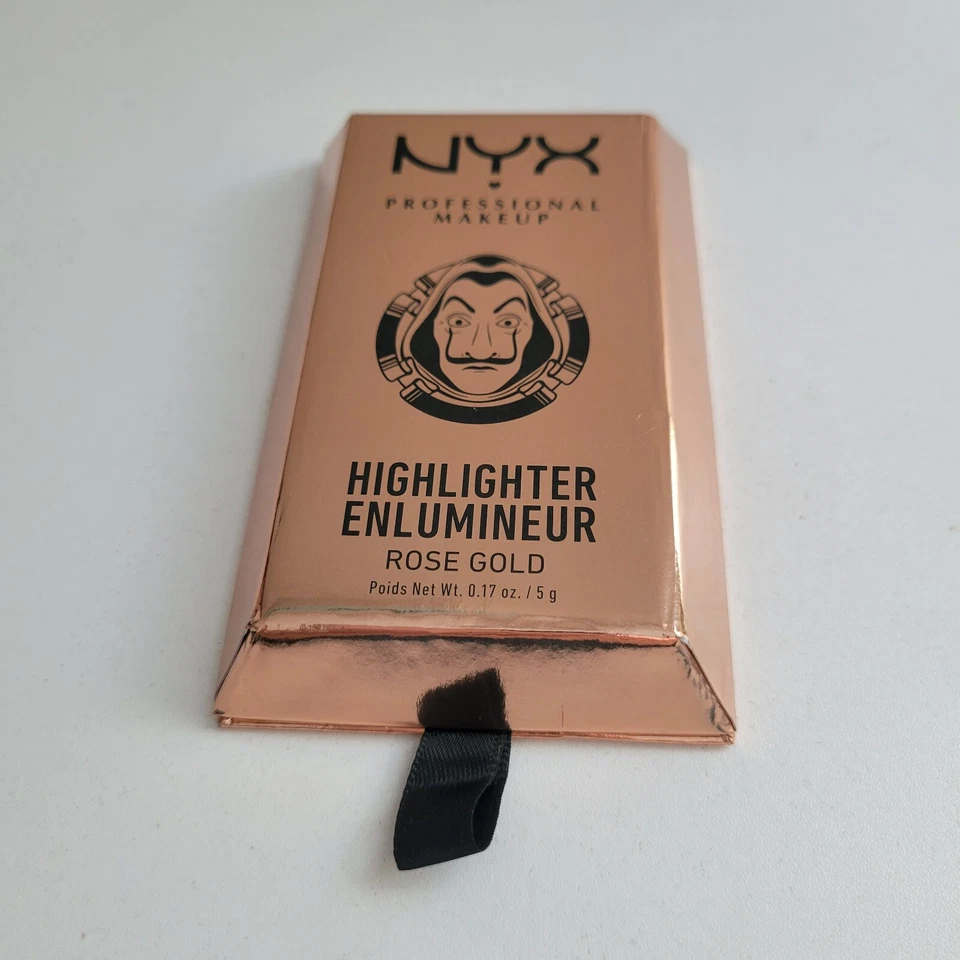 NYX
PROFESSIONAL
MAKEUP
HIGHLIGHTER
ENLUMINEUR
ROSE GOLD
Poids Net Wt. 0.17 oz. / 5 g